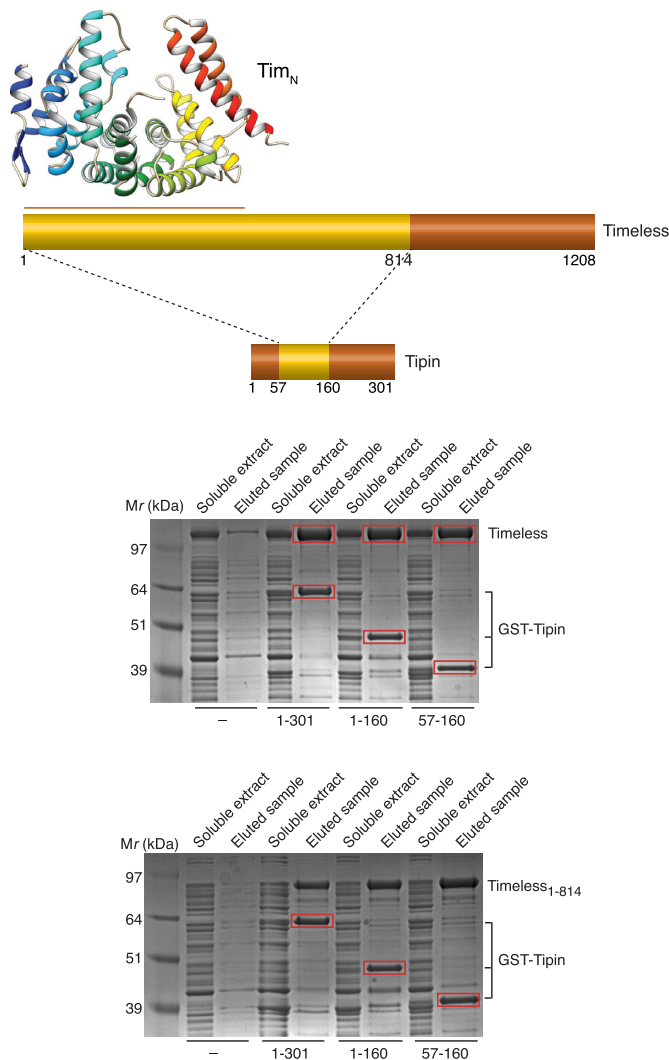 TimN
Timeless
1 814 1208
Tipin
1 57 160 301
Soluble extract
Eluted sample
Soluble extract
Eluted sample
Soluble extract
Eluted sample
Soluble extract
Eluted sample
Mr (kDa)
Timeless
97
64
51
GST-Tipin
39
– 1-301 1-160 57-160
Soluble extract
Eluted sample
Soluble extract
Eluted sample
Soluble extract
Eluted sample
Soluble extract
Eluted sample
Mr (kDa)
97
Timeless1-814
64
51
GST-Tipin
39
– 1-301 1-160 57-160